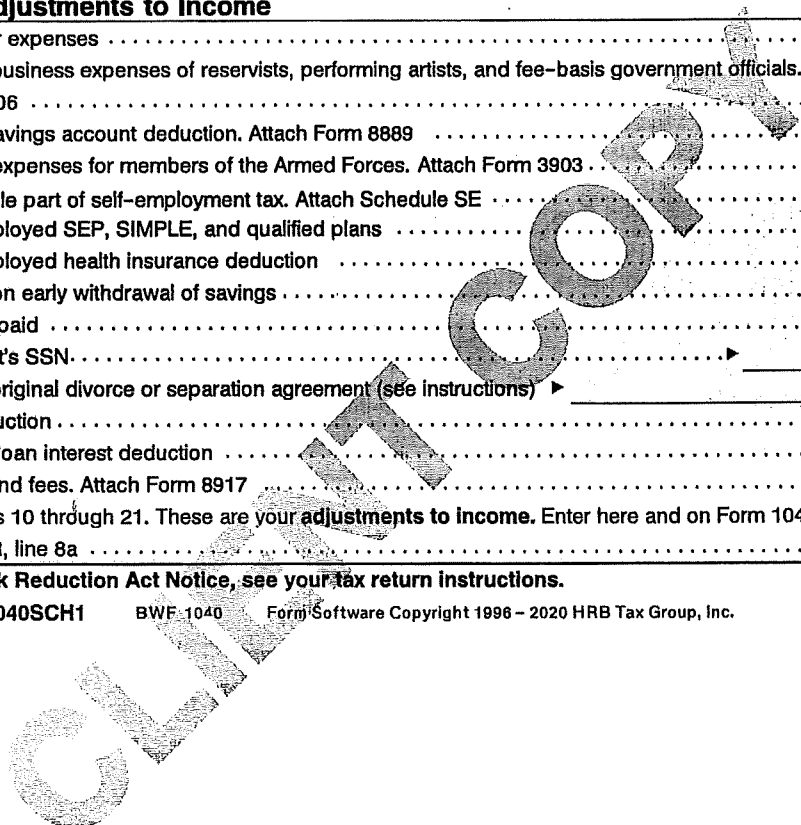 djustments to Income
r expenses
business expenses of reservists, performing artists, and fee-basis government officials.
06
avings account deduction. Attach Form 8889
expenses for members of the Armed Forces. Attach Form 3903
le part of self-employment tax. Attach Schedule SE
ployed SEP, SIMPLE, and qualified plans
ployed health insurance deduction
on early withdrawal of savings
paid
t's SSN ▶
original divorce or separation agreement (see instructions) ▶
uction
loan interest deduction
nd fees. Attach Form 8917
s 10 through 21. These are your adjustments to income. Enter here and on Form 104
t, line 8a
k Reduction Act Notice, see your tax return instructions.
040SCH1 BWF 1040 Form Software Copyright 1996 – 2020 HRB Tax Group, Inc.
CLIENT COPY